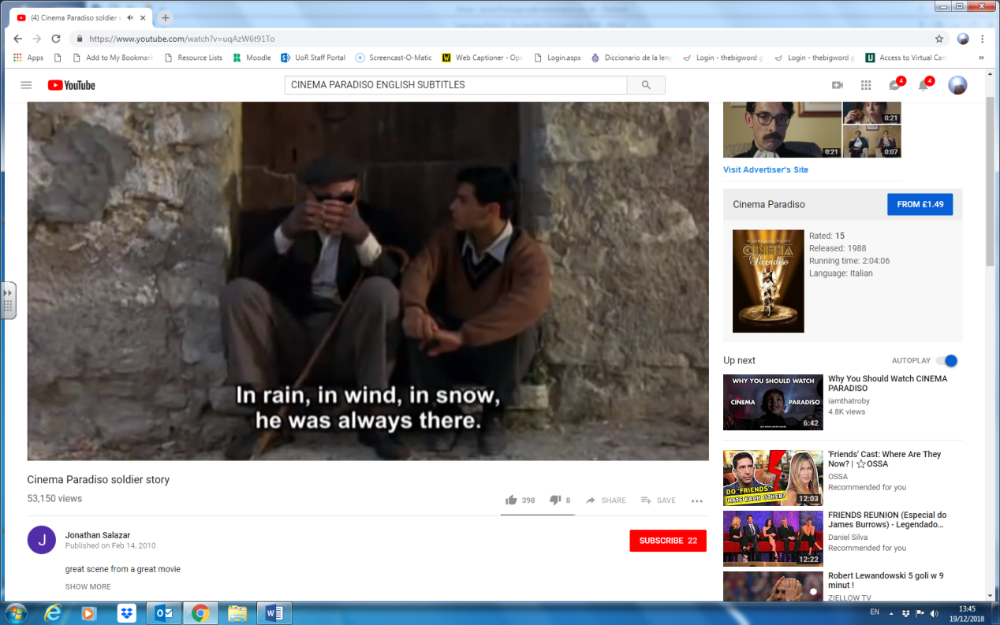 (4) Cinema Paradiso soldier s
https://www.youtube.com/watch?v=uqAzW6t91To
Apps
Add to My Bookmark
Resource Lists
Moodle
UoR Staff Portal
Screencast-O-Matic
Web Captioner - Ope
Login.aspx
Diccionario de la leng
Login - thebigword g
Login - thebigword g
Access to Virtual Cam
»
YouTube
CINEMA PARADISO ENGLISH SUBTITLES
4
4
0:21
0:21
0:07
Visit Advertiser's Site
Cinema Paradiso
FROM £1.49
CINEMA
Paradiso
Rated: 15
Released: 1988
Running time: 2:04:06
Language: Italian
In rain, in wind, in snow,
he was always there.
Cinema Paradiso soldier story
53,150 views
398
8
SHARE
SAVE
J
Jonathan Salazar
Published on Feb 14, 2010
SUBSCRIBE 22
great scene from a great movie
SHOW MORE
Up next
AUTOPLAY
WHY YOU SHOULD WATCH
CINEMA PARADISO
6:42
Why You Should Watch CINEMA
PARADISO
iamthatroby
4.8K views
DO 'FRIENDS'
HATE EACH OTHER?
12:03
'Friends' Cast: Where Are They
Now? | ☆OSSA
OSSA
Recommended for you
12:22
FRIENDS REUNION (Especial do
James Burrows) - Legendado...
Daniel Silva
Recommended for you
Robert Lewandowski 5 goli w 9
minut !
ZIELLOW TV
EN
13:45
19/12/2018